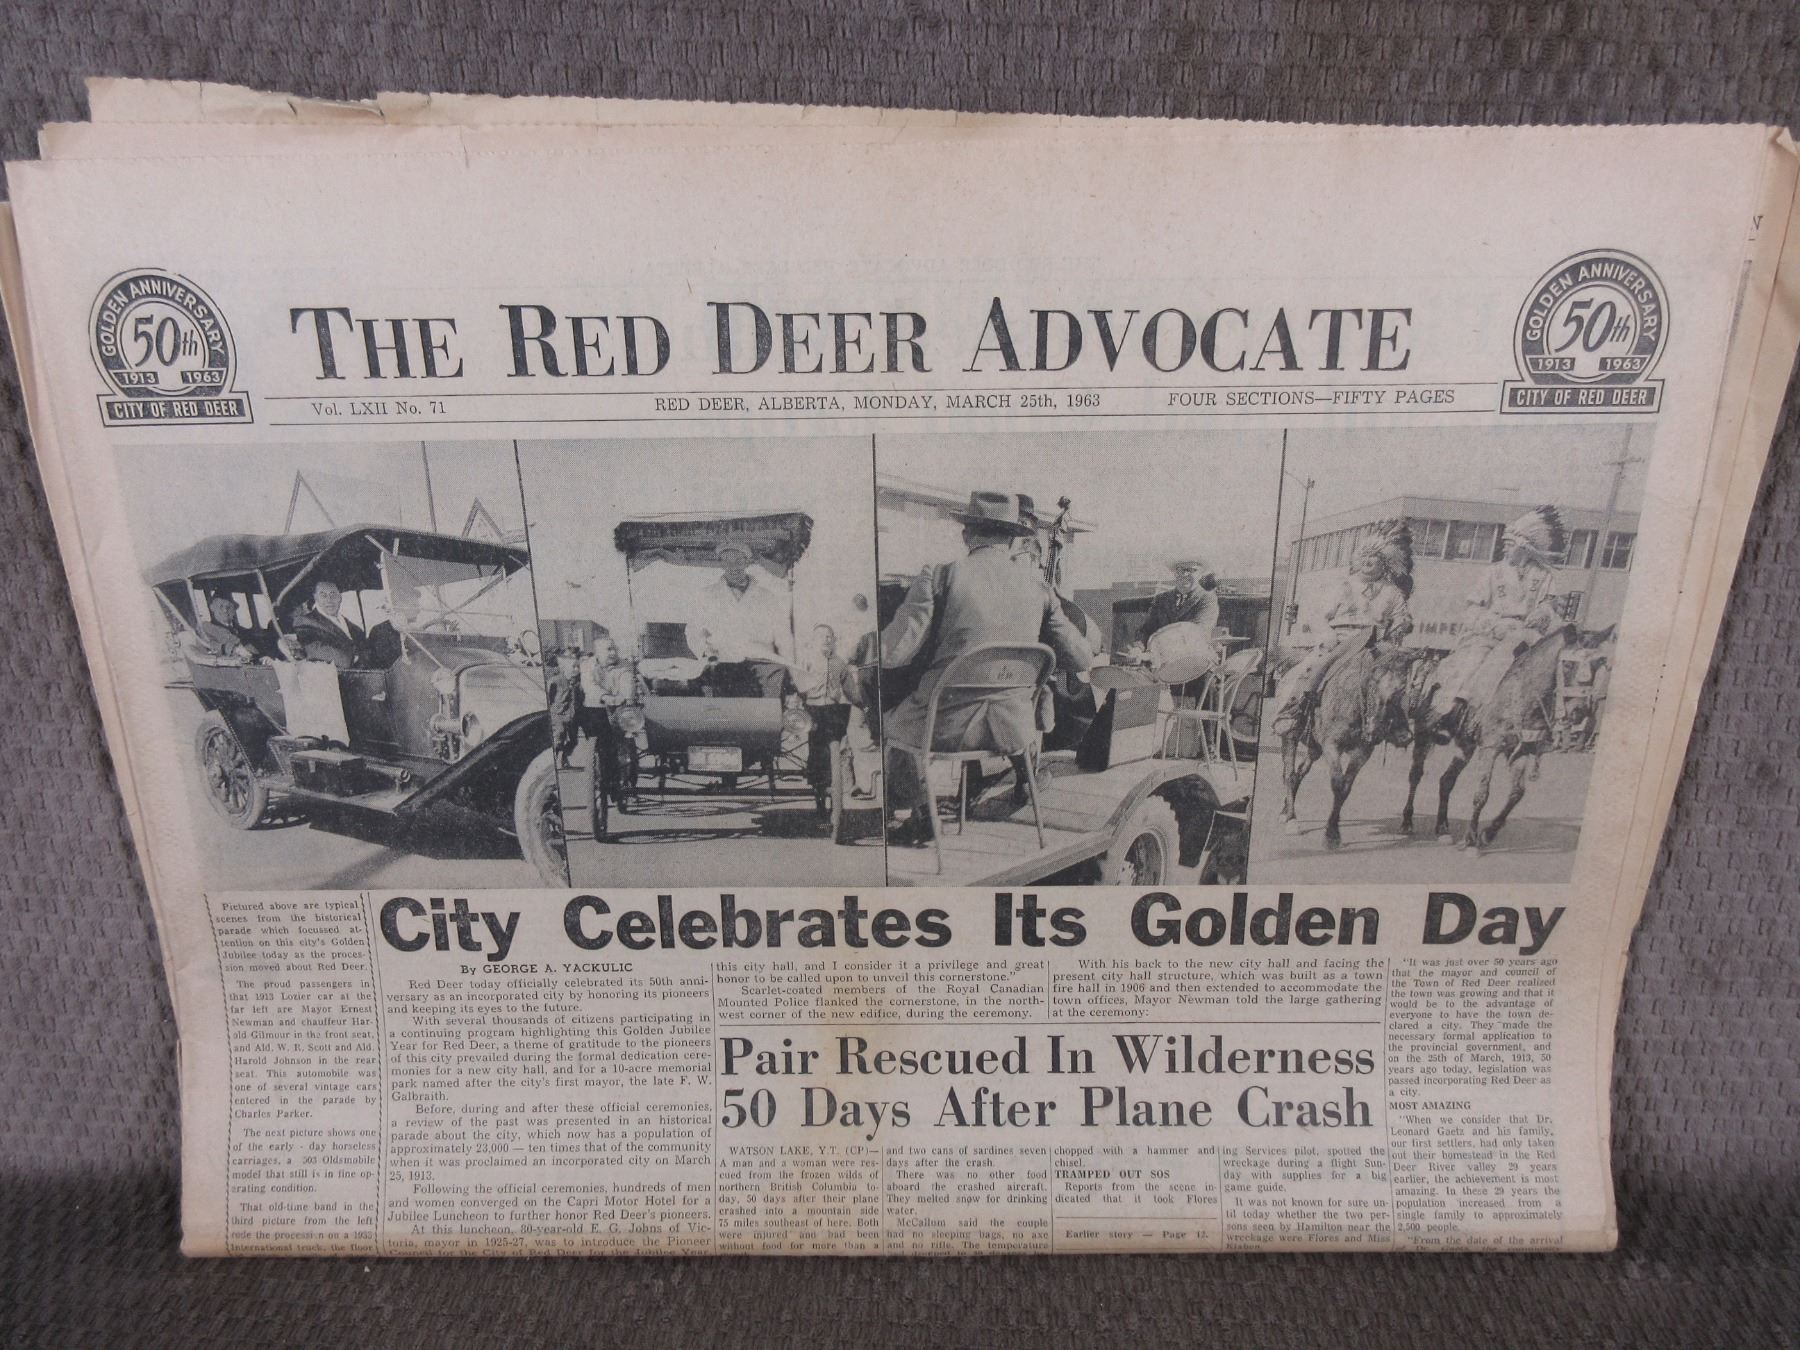 GOLDEN ANNIVERSARY
50th
1913 1963
CITY OF RED DEER
THE RED DEER ADVOCATE
GOLDEN ANNIVERSARY
50th
1913 1963
CITY OF RED DEER
Vol. LXII No. 71
RED DEER, ALBERTA, MONDAY, MARCH 25th, 1963
FOUR SECTIONS—FIFTY PAGES
IMPE
Pictured above are typical
scenes from the historical
parade which focussed at-
tention on this city's Golden
Jubilee today as the proces-
sion moved about Red Deer.
The proud passengers in
that 1913 Lozier car at the
far left are Mayor Ernest
Newman and chauffeur Har-
old Gilmour in the front seat,
and Ald. W. R. Scott and Ald.
Harold Johnson in the rear
seat. This automobile was
one of several vintage cars
entered in the parade by
Charles Parker.
The next picture shows one
of the early - day horseless
carriages, a 503 Oldsmobile
model that still is in fine op-
erating condition.
That old-time band in the
third picture from the left
rode the procession on a 1935
International truck, the floor
City Celebrates Its Golden Day
By GEORGE A. YACKULIC
Red Deer today officially celebrated its 50th anni-
versary as an incorporated city by honoring its pioneers
and keeping its eyes to the future.
With several thousands of citizens participating in
a continuing program highlighting this Golden Jubilee
Year for Red Deer, a theme of gratitude to the pioneers
of this city prevailed during the formal dedication cere-
monies for a new city hall, and for a 10-acre memorial
park named after the city's first mayor, the late F. W.
Galbraith.
Before, during and after these official ceremonies,
a review of the past was presented in an historical
parade about the city, which now has a population of
approximately 23,000 — ten times that of the community
when it was proclaimed an incorporated city on March
25, 1913.
Following the official ceremonies, hundreds of men
and women converged on the Capri Motor Hotel for a
Jubilee Luncheon to further honor Red Deer's pioneers.
At this luncheon, 80-year-old E. G. Johns of Vic-
toria, mayor in 1925-27, was to introduce the Pioneer
Council for the City of Red Deer for the Jubilee Year
this city hall, and I consider it a privilege and great
honor to be called upon to unveil this cornerstone."
Scarlet-coated members of the Royal Canadian
Mounted Police flanked the cornerstone, in the north-
west corner of the new edifice, during the ceremony.
With his back to the new city hall and facing the
present city hall structure, which was built as a town
fire hall in 1906 and then extended to accommodate the
town offices, Mayor Newman told the large gathering
at the ceremony:
"It was just over 50 years ago
that the mayor and council of
the Town of Red Deer realized
the town was growing and that it
would be to the advantage of
everyone to have the town de-
clared a city. They made the
necessary formal application to
the provincial government, and
on the 25th of March, 1913, 50
years ago today, legislation was
passed incorporating Red Deer as
a city.
MOST AMAZING
"When we consider that Dr.
Leonard Gaetz and his family,
our first settlers, had only taken
out their homestead in the Red
Deer River valley 29 years
earlier, the achievement is most
amazing. In these 29 years the
population increased from a
single family to approximately
2,500 people.
"From the date of the arrival
of Dr. Gaetz, the community
Pair Rescued In Wilderness
50 Days After Plane Crash
WATSON LAKE, Y.T. (CP)—
A man and a woman were res-
cued from the frozen wilds of
northern British Columbia to-
day, 50 days after their plane
crashed into a mountain side
75 miles southeast of here. Both
were injured and had been
without food for more than a
and two cans of sardines seven
days after the crash.
There was no other food
aboard the crashed aircraft.
They melted snow for drinking
water.
McCallum said the couple
had no sleeping bags, no axe
and no rifle. The temperature
chopped with a hammer and
chisel.
TRAMPED OUT SOS
Reports from the scene in-
dicated that it took Flores
Earlier story — Page 12.
ing Services pilot, spotted the
wreckage during a flight Sun-
day with supplies for a big
game guide.
It was not known for sure un-
til today whether the two per-
sons seen by Hamilton near the
wreckage were Flores and Miss
Klaben.